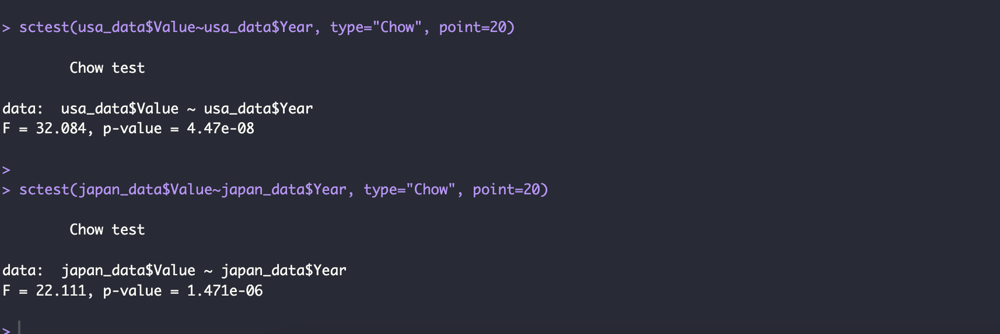 > sctest(usa_data$Value~usa_data$Year, type="Chow", point=20)
Chow test
data:  usa_data$Value ~ usa_data$Year
F = 32.084, p-value = 4.47e-08
>
> sctest(japan_data$Value~japan_data$Year, type="Chow", point=20)
Chow test
data:  japan_data$Value ~ japan_data$Year
F = 22.111, p-value = 1.471e-06
>